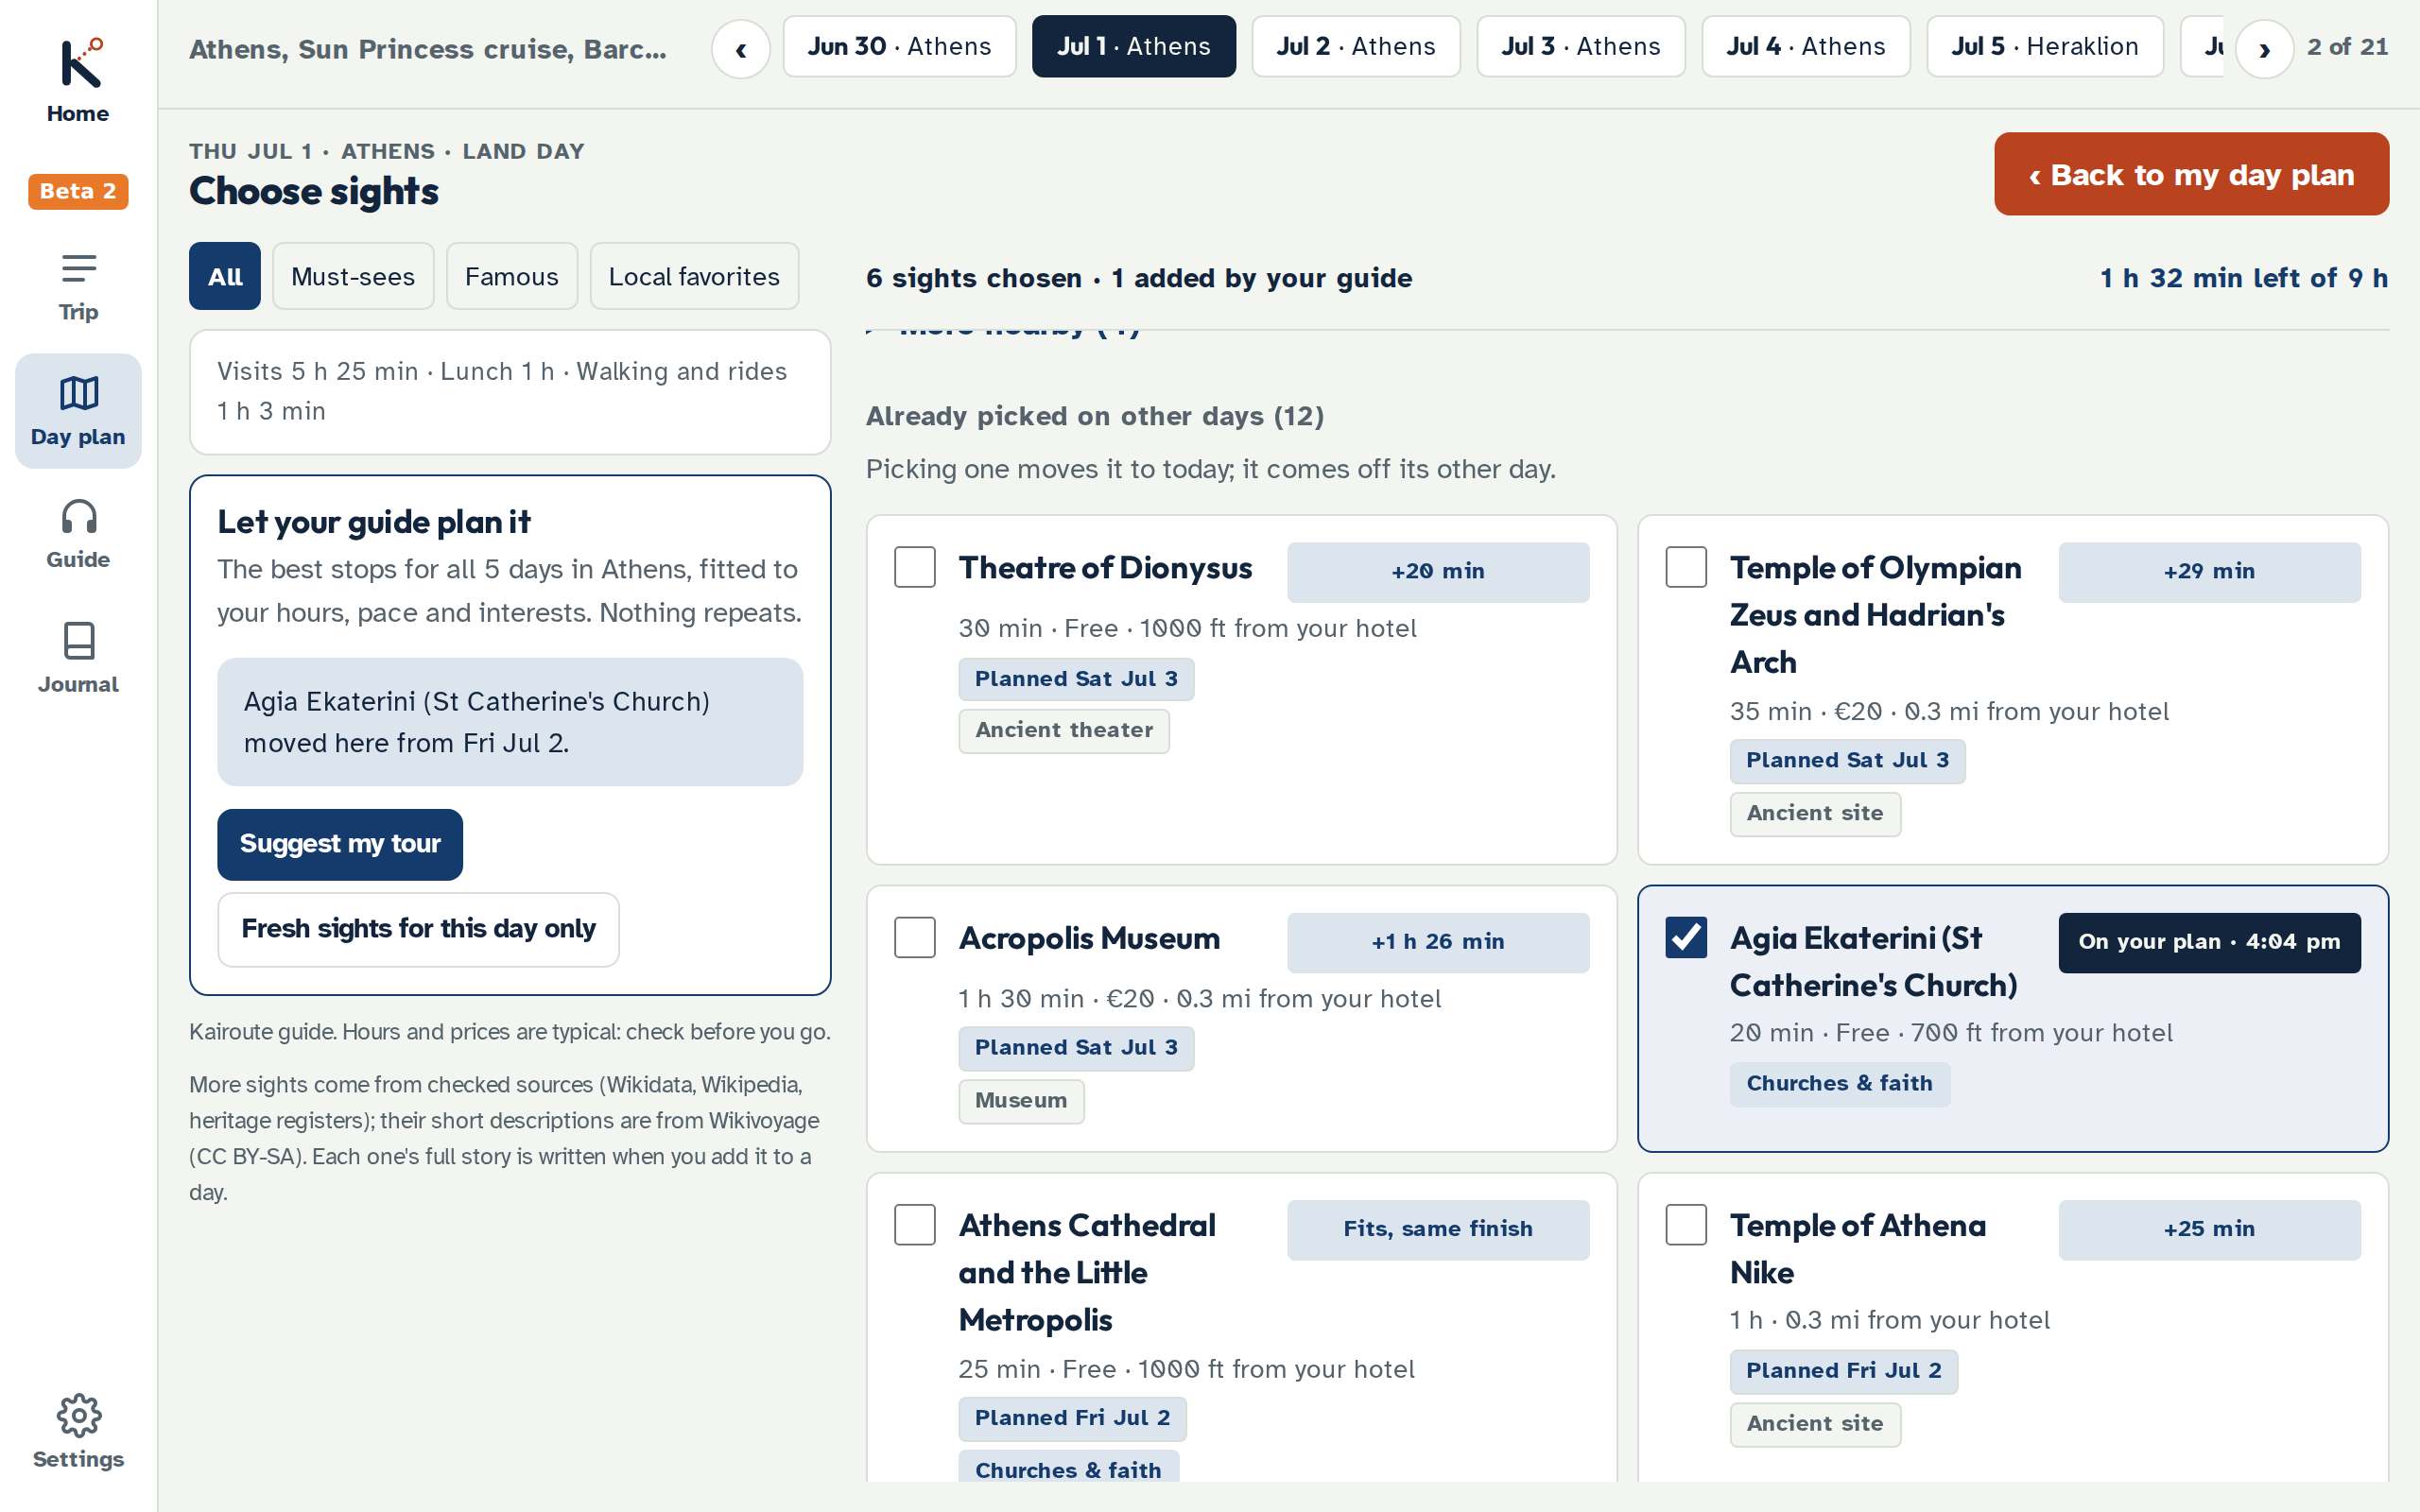 Home
Beta 2
Trip
Day plan
Guide
Journal
Settings
Athens, Sun Princess cruise, Barc...
‹
Jun 30 · Athens
Jul 1 · Athens
Jul 2 · Athens
Jul 3 · Athens
Jul 4 · Athens
Jul 5 · Heraklion
›
2 of 21
THU JUL 1 · ATHENS · LAND DAY
Choose sights
‹ Back to my day plan
All
Must-sees
Famous
Local favorites
Visits 5 h 25 min · Lunch 1 h · Walking and rides
1 h 3 min
Let your guide plan it
The best stops for all 5 days in Athens, fitted to
your hours, pace and interests. Nothing repeats.
Agia Ekaterini (St Catherine's Church)
moved here from Fri Jul 2.
Suggest my tour
Fresh sights for this day only
Kairoute guide. Hours and prices are typical: check before you go.
More sights come from checked sources (Wikidata, Wikipedia,
heritage registers); their short descriptions are from Wikivoyage
(CC BY-SA). Each one's full story is written when you add it to a
day.
6 sights chosen · 1 added by your guide
1 h 32 min left of 9 h
Already picked on other days (12)
Picking one moves it to today; it comes off its other day.
Theatre of Dionysus
+20 min
30 min · Free · 1000 ft from your hotel
Planned Sat Jul 3
Ancient theater
Temple of Olympian
Zeus and Hadrian's
Arch
+29 min
35 min · €20 · 0.3 mi from your hotel
Planned Sat Jul 3
Ancient site
Acropolis Museum
+1 h 26 min
1 h 30 min · €20 · 0.3 mi from your hotel
Planned Sat Jul 3
Museum
Agia Ekaterini (St
Catherine's Church)
On your plan · 4:04 pm
20 min · Free · 700 ft from your hotel
Churches & faith
Athens Cathedral
and the Little
Metropolis
Fits, same finish
25 min · Free · 1000 ft from your hotel
Planned Fri Jul 2
Churches & faith
Temple of Athena
Nike
+25 min
1 h · 0.3 mi from your hotel
Planned Fri Jul 2
Ancient site